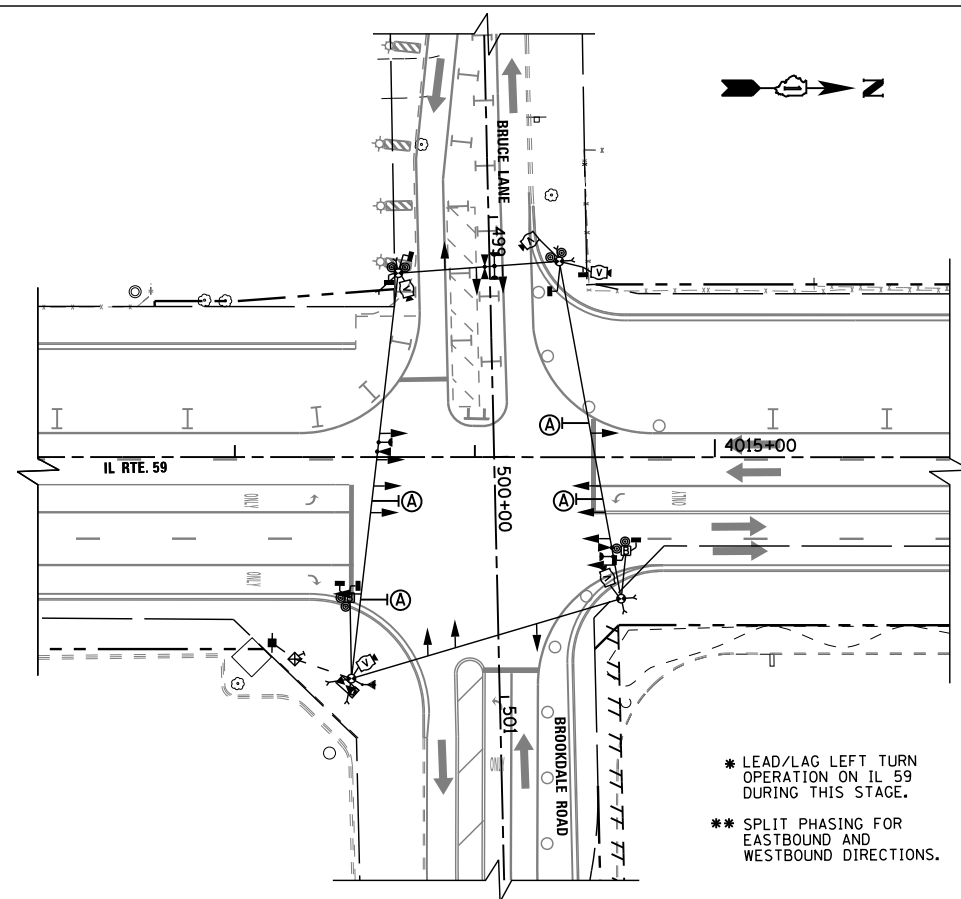 N
BRUCE LANE
499
V
V
V
4015+00
A
IL RTE. 59
ONLY
A
A
ONLY
500+00
ONLY
A
V
V
501
ONLY
BROOKDALE ROAD
* LEAD/LAG LEFT TURN
OPERATION ON IL 59
DURING THIS STAGE.
** SPLIT PHASING FOR
EASTBOUND AND
WESTBOUND DIRECTIONS.